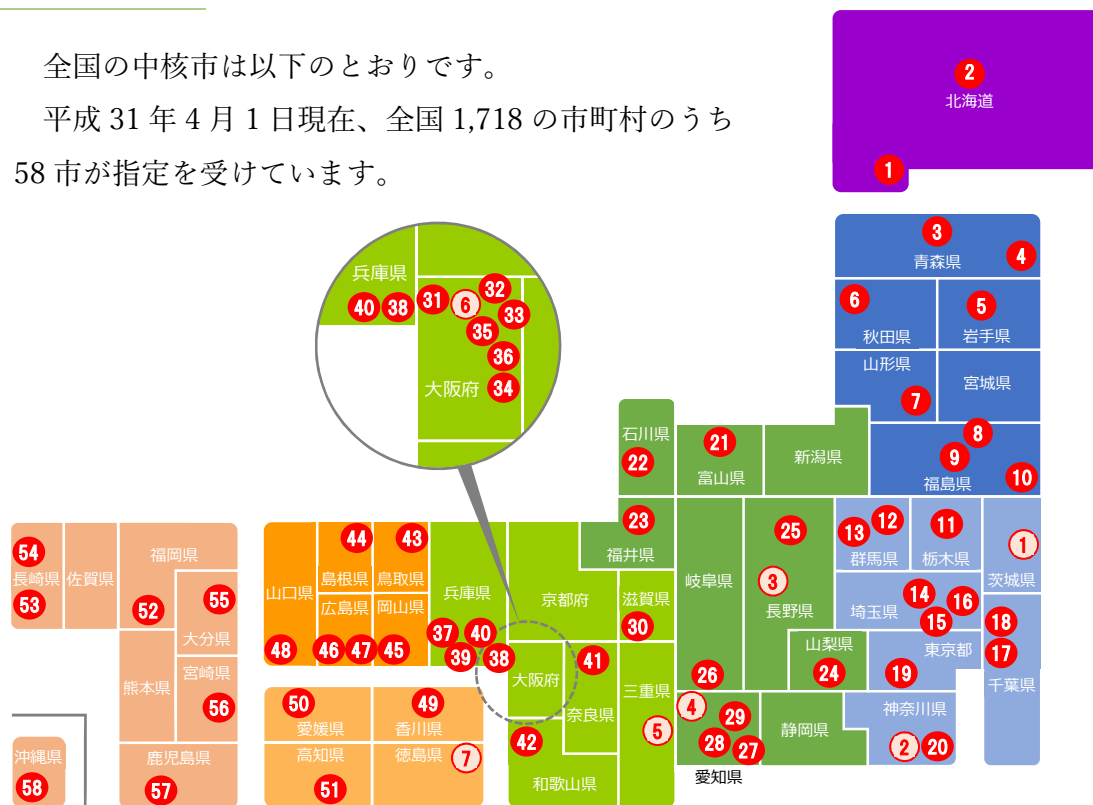 全国の中核市は以下のとおりです。
平成 31 年 4 月 1 日現在、全国 1,718 の市町村のうち
58 市が指定を受けています。
2
北海道
1
3
青森県
4
6
秋田県
5
岩手県
山形県
7
宮城県
8
9
福島県
10
兵庫県
40
38
31
6
32
33
35
36
大阪府
34
石川県
22
21
富山県
新潟県
23
福井県
岐阜県
26
25
3
長野県
13
12
群馬県
11
栃木県
1
茨城県
埼玉県
14
16
15
東京都
18
17
千葉県
山梨県
24
19
神奈川県
2
20
静岡県
4
29
28
27
愛知県
54
長崎県
53
佐賀県
福岡県
52
55
大分県
熊本県
宮崎県
56
鹿児島県
57
沖縄県
58
山口県
48
44
島根県
43
鳥取県
広島県
46
47
岡山県
45
兵庫県
37
40
39
38
京都府
滋賀県
30
大阪府
41
奈良県
三重県
5
42
和歌山県
50
愛媛県
49
香川県
高知県
51
徳島県
7